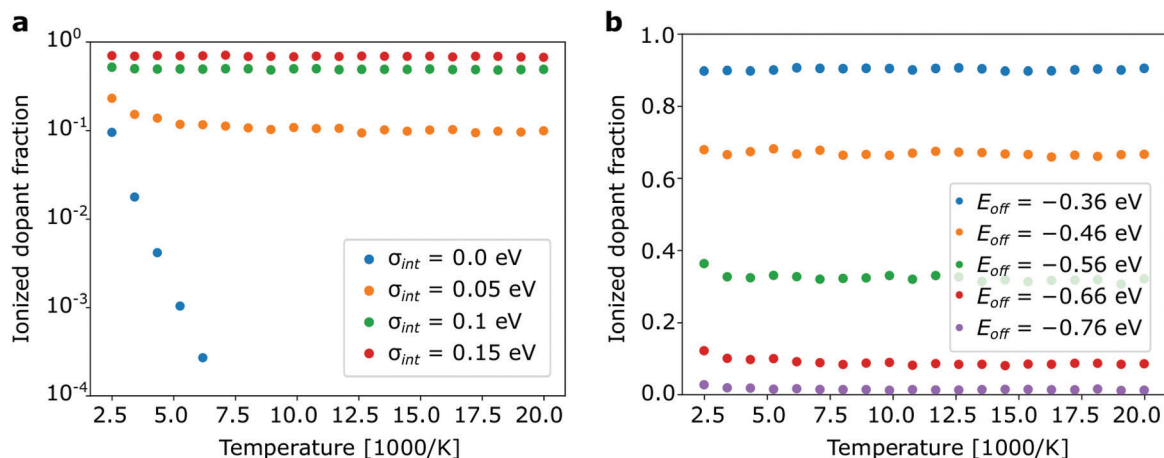 a
Ionized dopant fraction
10⁰
10⁻¹
10⁻²
10⁻³
10⁻⁴
σint = 0.0 eV
σint = 0.05 eV
σint = 0.1 eV
σint = 0.15 eV
2.5 5.0 7.5 10.0 12.5 15.0 17.5 20.0
Temperature [1000/K]
b
Ionized dopant fraction
1.0
0.8
0.6
0.4
0.2
0.0
Eoff = −0.36 eV
Eoff = −0.46 eV
Eoff = −0.56 eV
Eoff = −0.66 eV
Eoff = −0.76 eV
2.5 5.0 7.5 10.0 12.5 15.0 17.5 20.0
Temperature [1000/K]